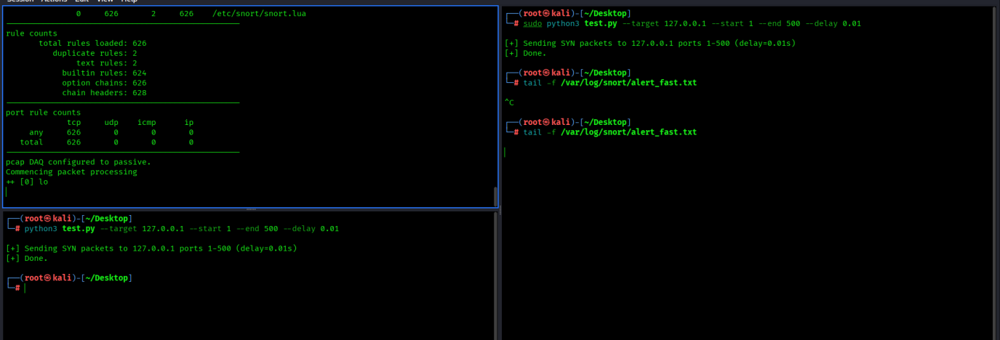 Session Actions Edit View Help
0 626 2 626 /etc/snort/snort.lua
rule counts
total rules loaded: 626
duplicate rules: 2
text rules: 2
builtin rules: 624
option chains: 626
chain headers: 628
port rule counts
tcp udp icmp ip
any 626 0 0 0
total 626 0 0 0
pcap DAQ configured to passive.
Commencing packet processing
++ [0] lo
┌──(root㉿kali)-[~/Desktop]
└─# python3 test.py --target 127.0.0.1 --start 1 --end 500 --delay 0.01
[+] Sending SYN packets to 127.0.0.1 ports 1-500 (delay=0.01s)
[+] Done.
┌──(root㉿kali)-[~/Desktop]
└─#
┌──(root㉿kali)-[~/Desktop]
└─# sudo python3 test.py --target 127.0.0.1 --start 1 --end 500 --delay 0.01
[+] Sending SYN packets to 127.0.0.1 ports 1-500 (delay=0.01s)
[+] Done.
┌──(root㉿kali)-[~/Desktop]
└─# tail -f /var/log/snort/alert_fast.txt
^C
┌──(root㉿kali)-[~/Desktop]
└─# tail -f /var/log/snort/alert_fast.txt